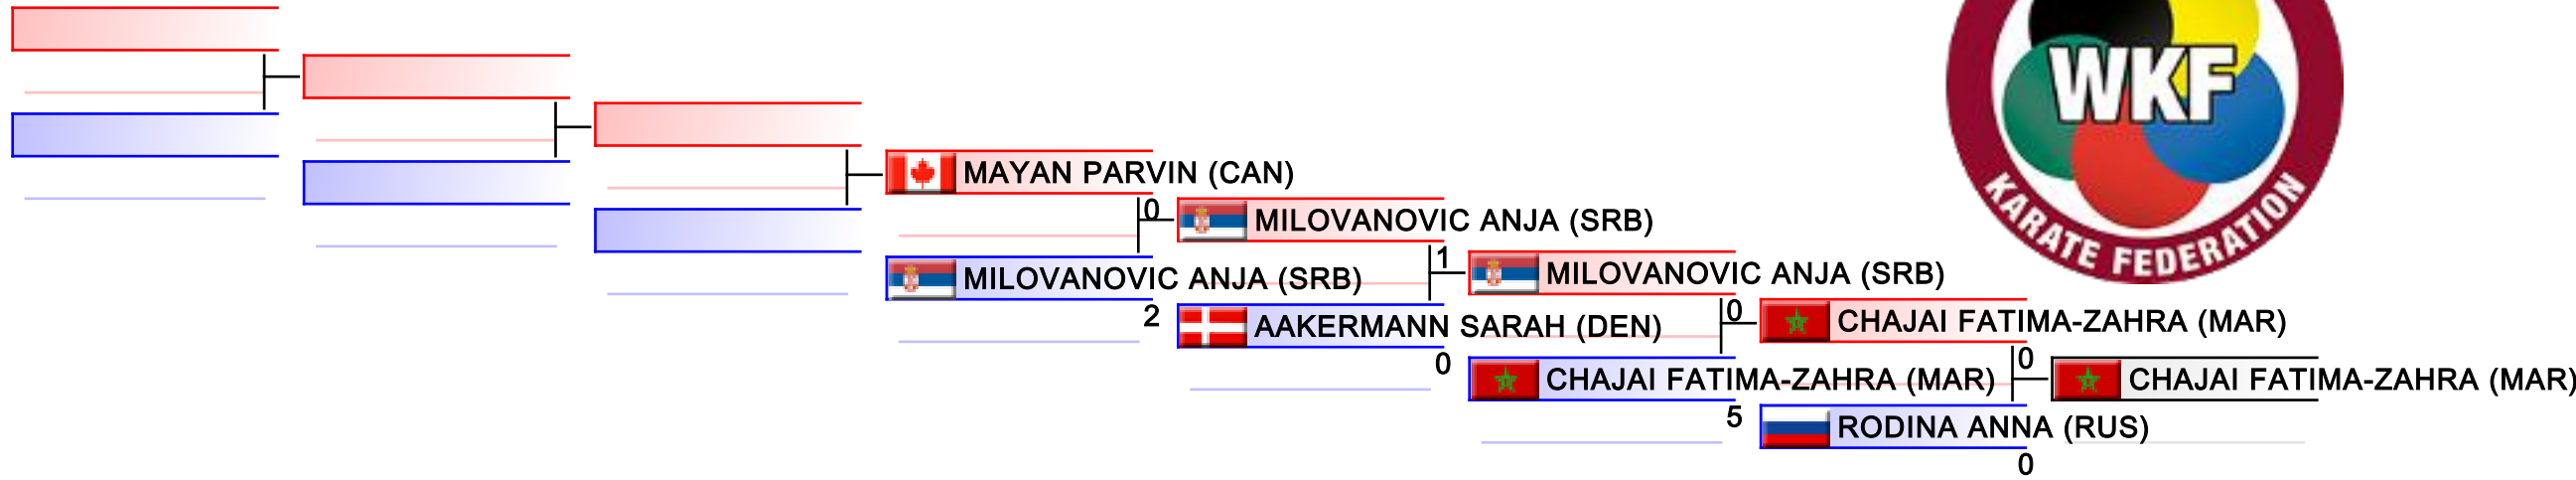 WKF
KARATE FEDERATION
MAYAN PARVIN (CAN)
0
MILOVANOVIC ANJA (SRB)
2
MILOVANOVIC ANJA (SRB)
1
AAKERMANN SARAH (DEN)
0
MILOVANOVIC ANJA (SRB)
0
CHAJAI FATIMA-ZAHRA (MAR)
5
CHAJAI FATIMA-ZAHRA (MAR)
0
RODINA ANNA (RUS)
0
CHAJAI FATIMA-ZAHRA (MAR)